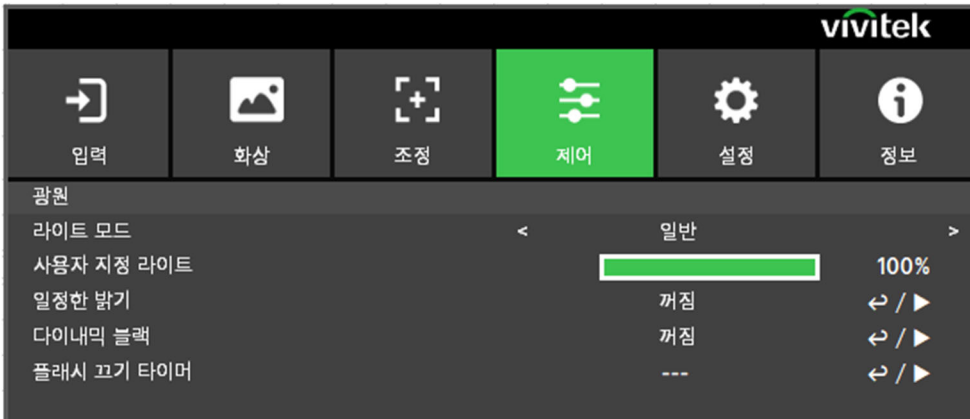 vivitek
입력 화상 조정 제어 설정 정보
광원
라이트 모드 < 일반 >
사용자 지정 라이트 100%
일정한 밝기 꺼짐 ↩ / ▶
다이내믹 블랙 꺼짐 ↩ / ▶
플래시 끄기 타이머 --- ↩ / ▶